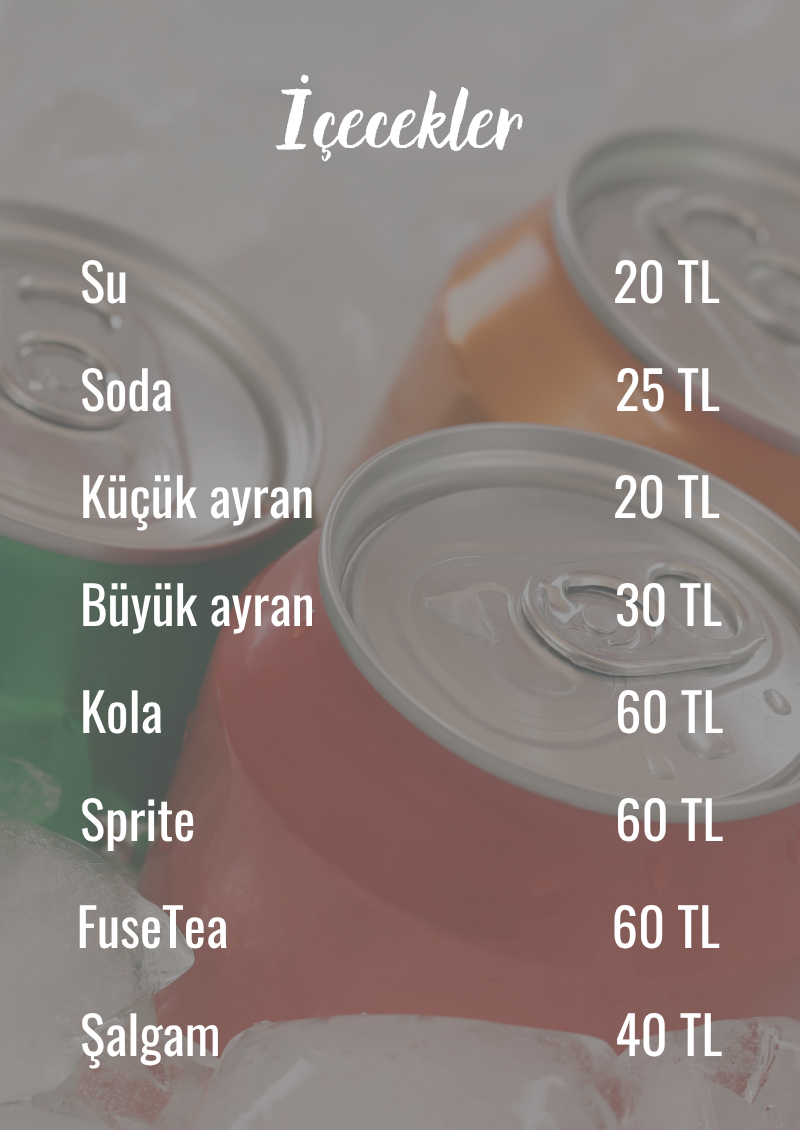 İçecekler
Su 20 TL
Soda 25 TL
Küçük ayran 20 TL
Büyük ayran 30 TL
Kola 60 TL
Sprite 60 TL
FuseTea 60 TL
Şalgam 40 TL